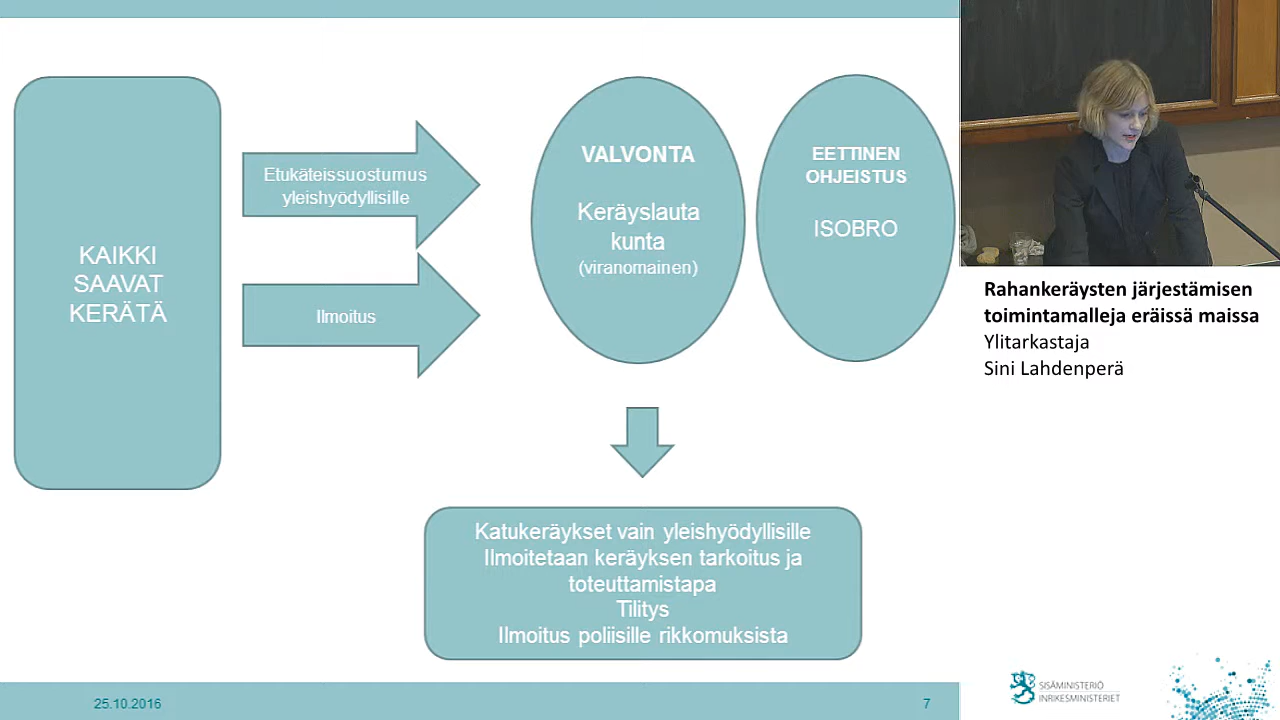 KAIKKI
SAAVAT
KERÄTÄ
Etukäteissuostumus
yleishyödyllisille
Ilmoitus
VALVONTA
Keräyslauta
kunta
(viranomainen)
EETTINEN
OHJEISTUS
ISOBRO
Katukeräykset vain yleishyödyllisille
Ilmoitetaan keräyksen tarkoitus ja
toteuttamistapa
Tilitys
Ilmoitus poliisille rikkomuksista
25.10.2016
7
Rahankeräysten järjestämisen
toimintamalleja eräissä maissa
Ylitarkastaja
Sini Lahdenperä
SISÄMINISTERIÖ
INRIKESMINISTERIET